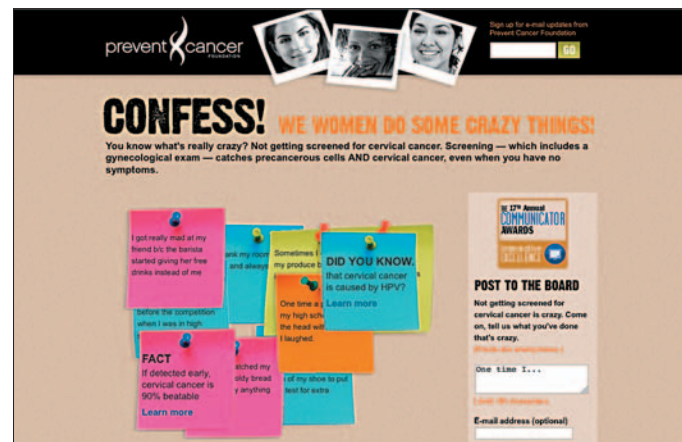 prevent cancer
FOUNDATION
Sign up for e-mail updates from
Prevent Cancer Foundation
GO
CONFESS! WE WOMEN DO SOME CRAZY THINGS!
You know what's really crazy? Not getting screened for cervical cancer. Screening — which includes a
gynecological exam — catches precancerous cells AND cervical cancer, even when you have no
symptoms.
I got really mad at my
friend b/c the barista
started giving her free
drinks instead of me
my room
and always
Sometimes I
my produce
DID YOU KNOW.
that cervical cancer
is caused by HPV?
Learn more
One time a
my high
the head
I laughed.
before the competition
when I was in high
FACT
If detected early,
cervical cancer is
90% beatable
Learn more
my
bread
anything
of my shoe to put
test for extra
THE 17th Annual
COMMUNICATOR
AWARDS
EXCELLENCE
POST TO THE BOARD
Not getting screened for
cervical cancer is crazy. Come
on, tell us what you've done
that's crazy.
One time I...
E-mail address (optional)